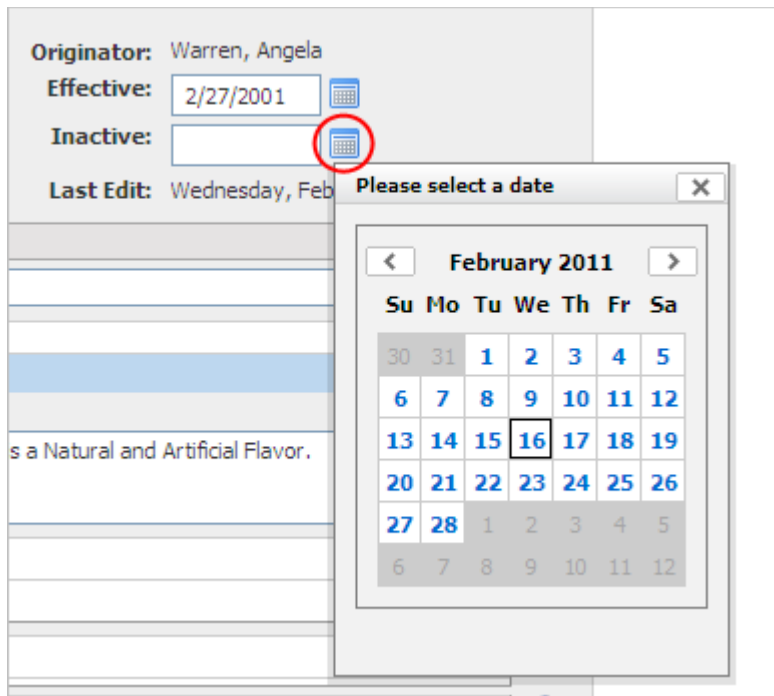 Originator: Warren, Angela
Effective: 2/27/2001
Inactive:
Last Edit: Wednesday, Feb
Please select a date
February 2011
Su Mo Tu We Th Fr Sa
30 31 1 2 3 4 5
6 7 8 9 10 11 12
13 14 15 16 17 18 19
20 21 22 23 24 25 26
27 28 1 2 3 4 5
6 7 8 9 10 11 12
s a Natural and Artificial Flavor.